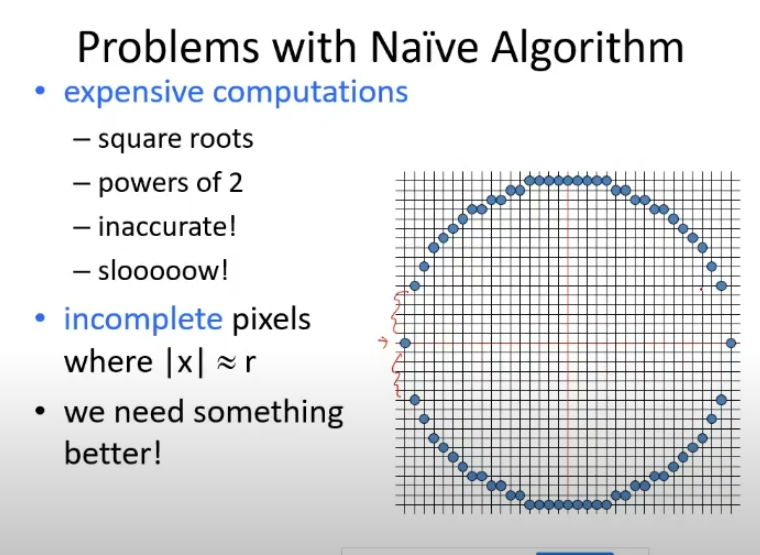 Problems with Naïve Algorithm
• expensive computations
– square roots
– powers of 2
– inaccurate!
– slooooow!
• incomplete pixels
where |x| ≈ r
• we need something
better!